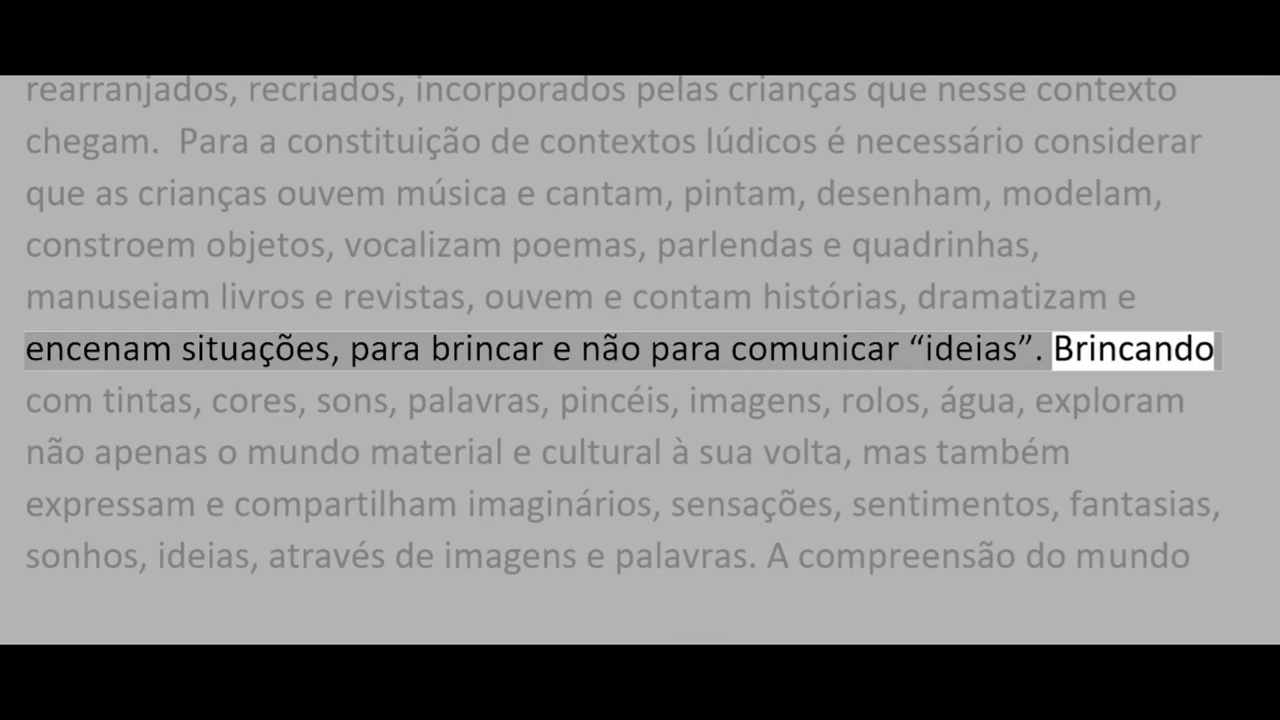 rearranjados, recriados, incorporados pelas crianças que nesse contexto
chegam.  Para a constituição de contextos lúdicos é necessário considerar
que as crianças ouvem música e cantam, pintam, desenham, modelam,
constroem objetos, vocalizam poemas, parlendas e quadrinhas,
manuseiam livros e revistas, ouvem e contam histórias, dramatizam e
encenam situações, para brincar e não para comunicar “ideias”. Brincando
com tintas, cores, sons, palavras, pincéis, imagens, rolos, água, exploram
não apenas o mundo material e cultural à sua volta, mas também
expressam e compartilham imaginários, sensações, sentimentos, fantasias,
sonhos, ideias, através de imagens e palavras. A compreensão do mundo